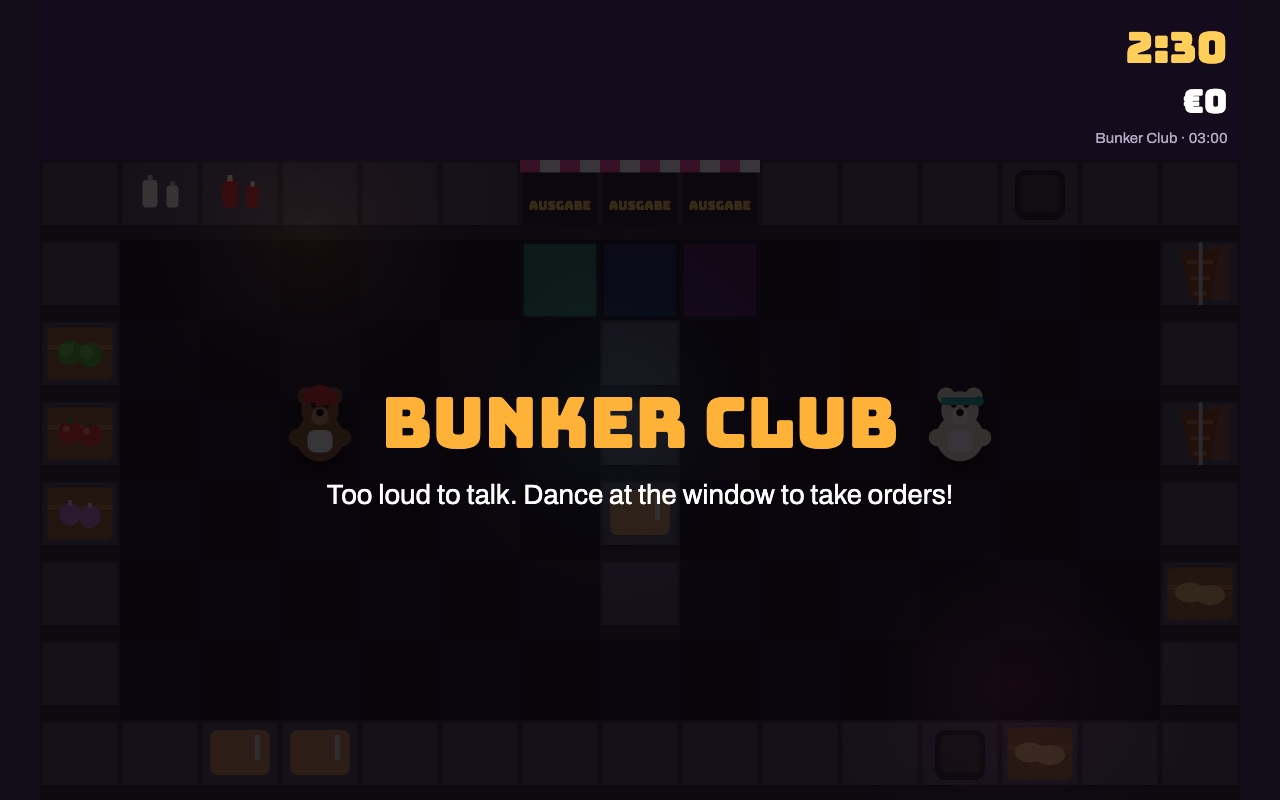 2:30
€0
Bunker Club · 03:00
AUSGABE AUSGABE AUSGABE
BUNKER CLUB
Too loud to talk. Dance at the window to take orders!